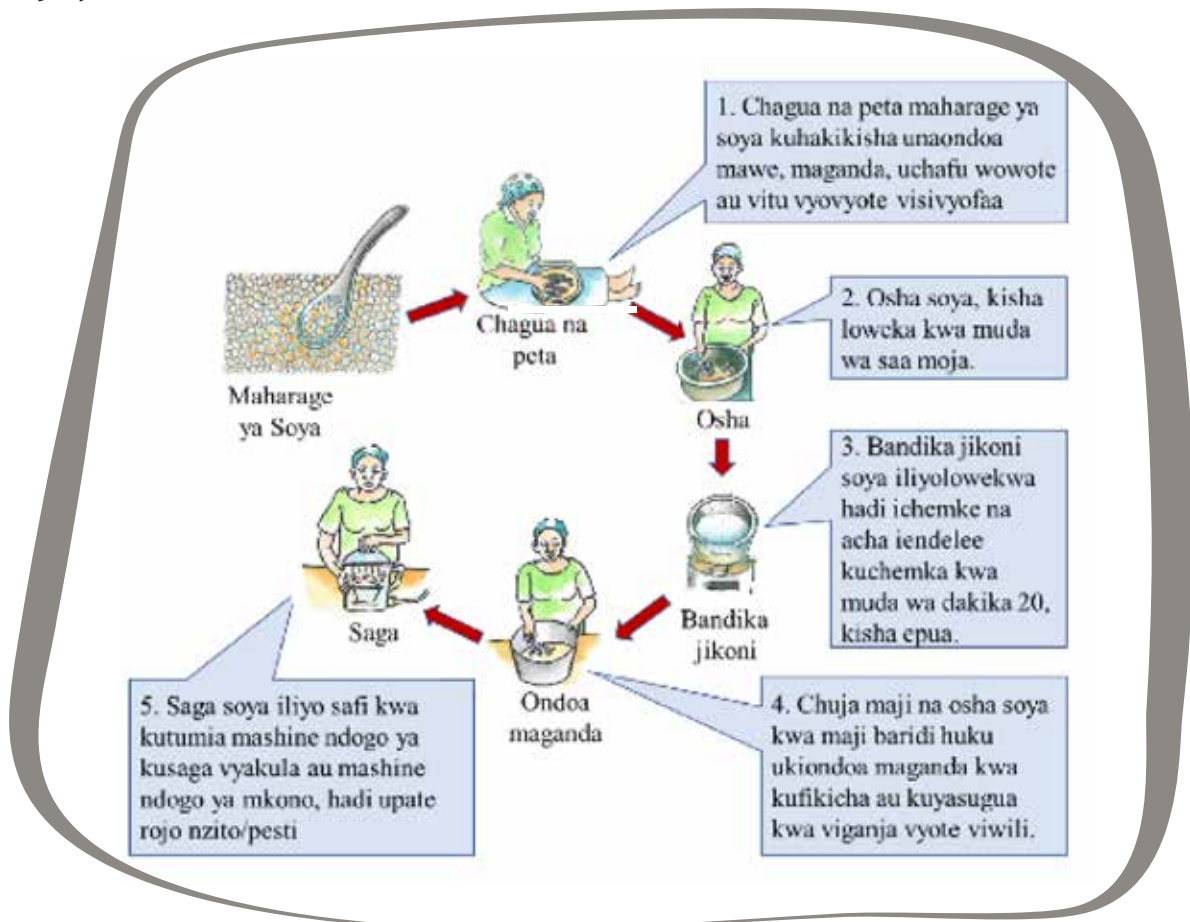 1. Chagua na peta maharage ya
soya kuhakikisha unaondoa
mawe, maganda, uchafu wowote
au vitu vyovyote visivyofaa
Chagua na
peta
2. Osha soya, kisha
loweka kwa muda
wa saa moja.
Maharage
ya Soya
Osha
3. Bandika jikoni
soya iliyolowekwa
hadi ichemke na
acha iendelee
kuchemka kwa
muda wa dakika 20,
kisha epua.
Bandika
jikoni
Saga
Ondoa
maganda
4. Chuja maji na osha soya
kwa maji baridi huku
ukiondoa maganda kwa
kufikicha au kuyasugua
kwa viganja vyote viwili.
5. Saga soya iliyo safi kwa
kutumia mashine ndogo ya
kusaga vyakula au mashine
ndogo ya mkono, hadi upate
rojo nzito/pesti